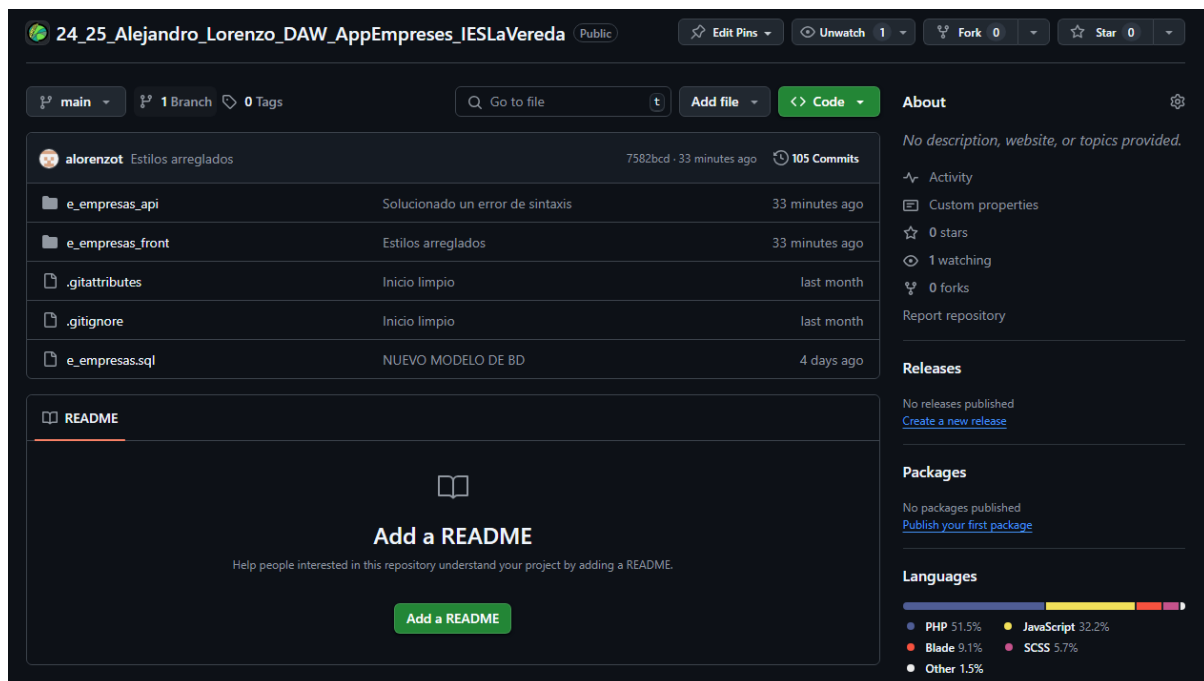 24_25_Alejandro_Lorenzo_DAW_AppEmpreses_IESLaVereda Public Edit Pins Unwatch 1 Fork 0 Star 0
main 1 Branch 0 Tags Go to file t Add file Code
alorenzot Estilos arreglados 7582bcd · 33 minutes ago 105 Commits
e_empresas_api Solucionado un error de sintaxis 33 minutes ago
e_empresas_front Estilos arreglados 33 minutes ago
.gitattributes Inicio limpio last month
.gitignore Inicio limpio last month
e_empresas.sql NUEVO MODELO DE BD 4 days ago
README
Add a README
Help people interested in this repository understand your project by adding a README.
Add a README
About
No description, website, or topics provided.
Activity
Custom properties
0 stars
1 watching
0 forks
Report repository
Releases
No releases published
Create a new release
Packages
No packages published
Publish your first package
Languages
PHP 51.5% JavaScript 32.2%
Blade 9.1% SCSS 5.7%
Other 1.5%